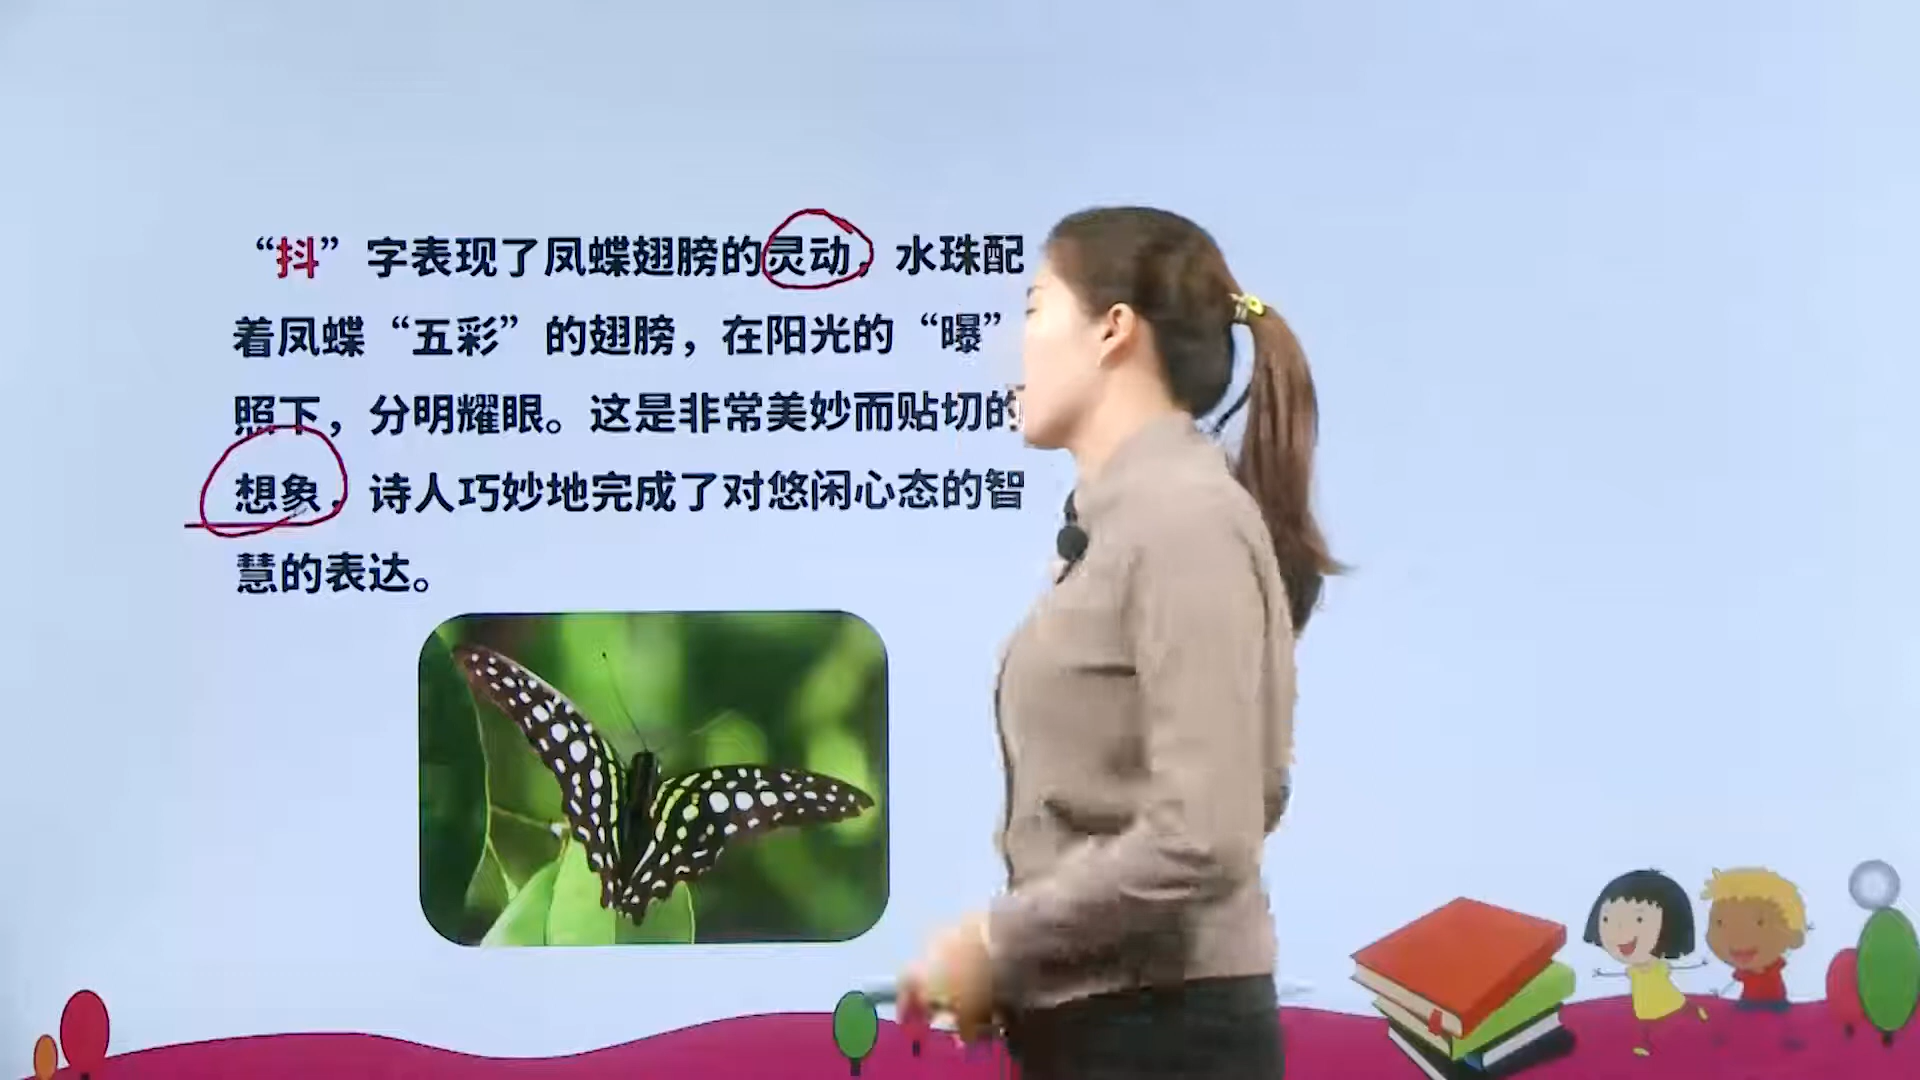 “抖”字表现了凤蝶翅膀的灵动，水珠配
着凤蝶“五彩”的翅膀，在阳光的“曝”
照下，分明耀眼。这是非常美妙而贴切的
想象，诗人巧妙地完成了对悠闲心态的智
慧的表达。